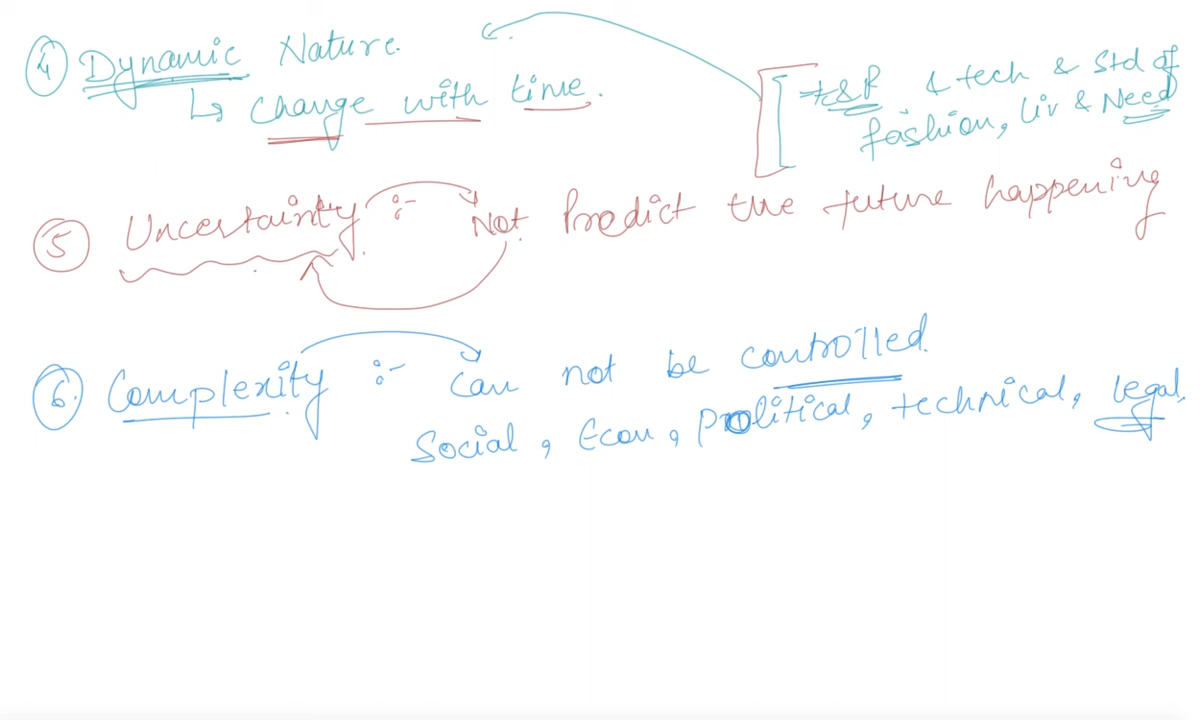 ④ Dynamic Nature.
↳ change with time.
T&P & tech & Std of
fashion, liv & Need
⑤ Uncertainty :- Not Predict the future happening
⑥ Complexity :- Can not be controlled.
Social, Econ, Political, technical, legal.